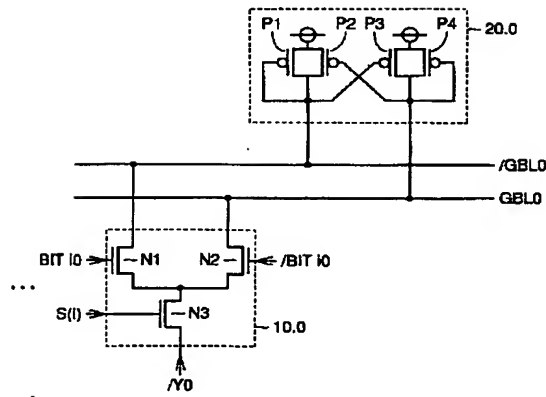 P1 P2 P3 P4
20.0
/GBL0
GBL0
BIT i0 N1 N2 /BIT i0
...
S(i) N3
10.0
/Y0